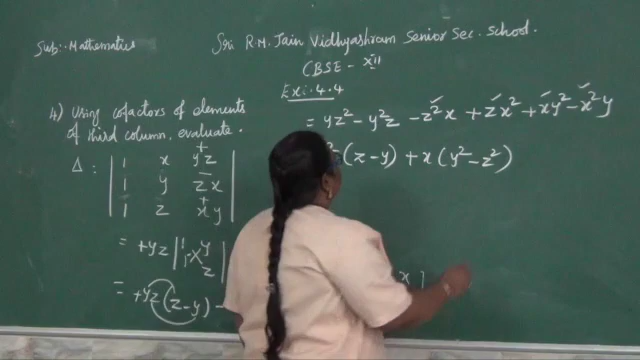 Sub:- Mathematics
Sri R.M. Jain Vidhyashram Senior Sec. School.
CBSE - XII
Ex: 4.4
4) Using cofactors of elements
of third column, evaluate.
Δ = | 1 x yz |
| 1 y zx |
| 1 z xy |
= +yz | 1 y |
| 1 z |
= +yz (z-y) -
= yz² - y²z - z²x + zx² + xy² - x²y
² (z-y) + x (y² - z²)